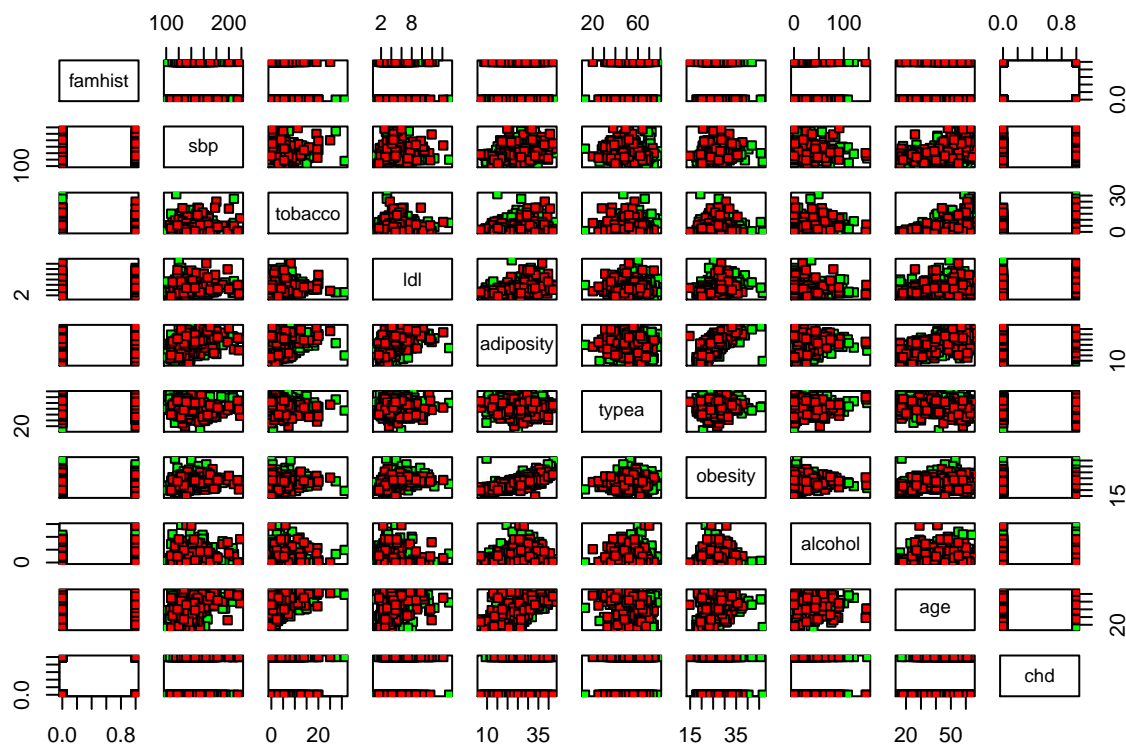 100 200 2 8 20 60 0 100 0.0 0.8
famhist 0.0
100 sbp
tobacco 0 30
2 ldl
adiposity 10
20 typea
obesity 15
0 alcohol
age 20
0.0 chd
0.0 0.8 0 20 10 35 15 35 20 50